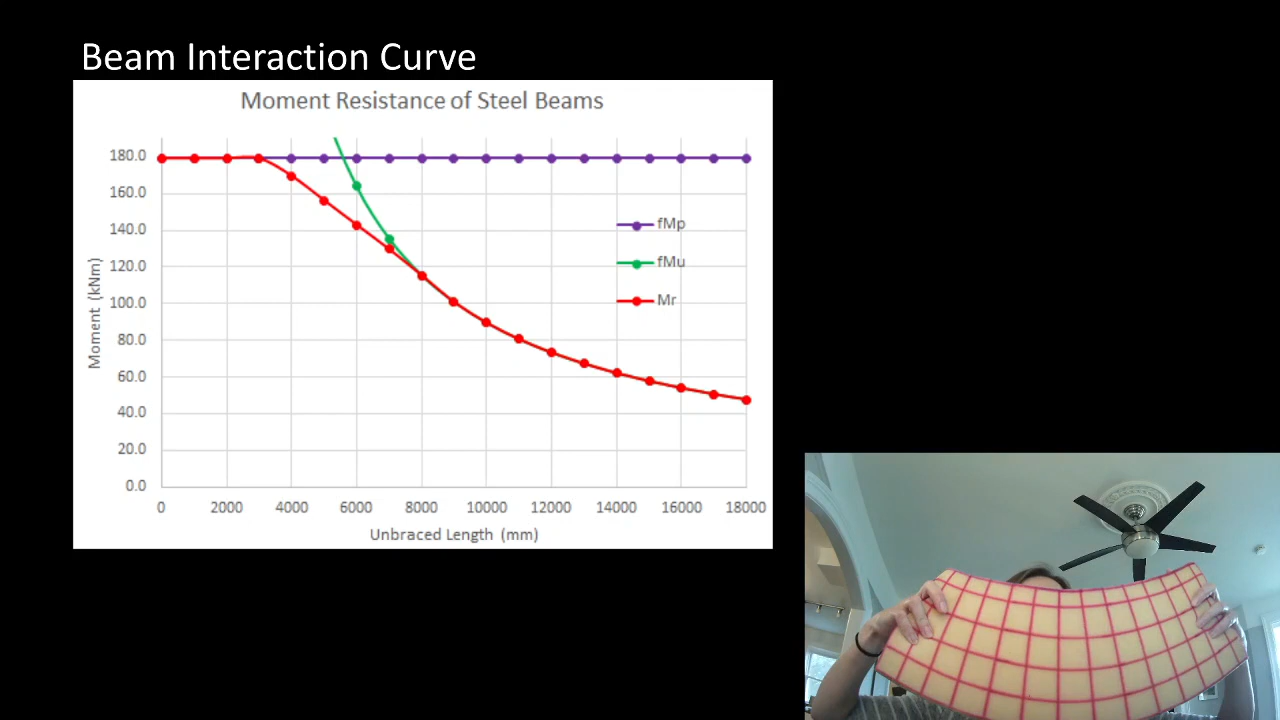 Beam Interaction Curve
Moment Resistance of Steel Beams
180.0
160.0
140.0
120.0
100.0
80.0
60.0
40.0
20.0
0.0
Moment (kNm)
fMp
fMu
Mr
0 2000 4000 6000 8000 10000 12000 14000 16000 18000
Unbraced Length (mm)